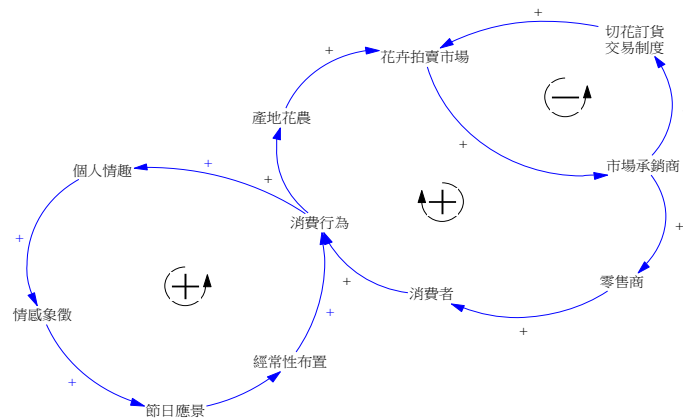 切花訂貨
交易制度
花卉拍賣市場
產地花農
個人情趣
市場承銷商
消費行為
零售商
消費者
情感象徵
經常性布置
節日應景
+
+
+
+
+
+
+
+
+
+
+
+
+
−